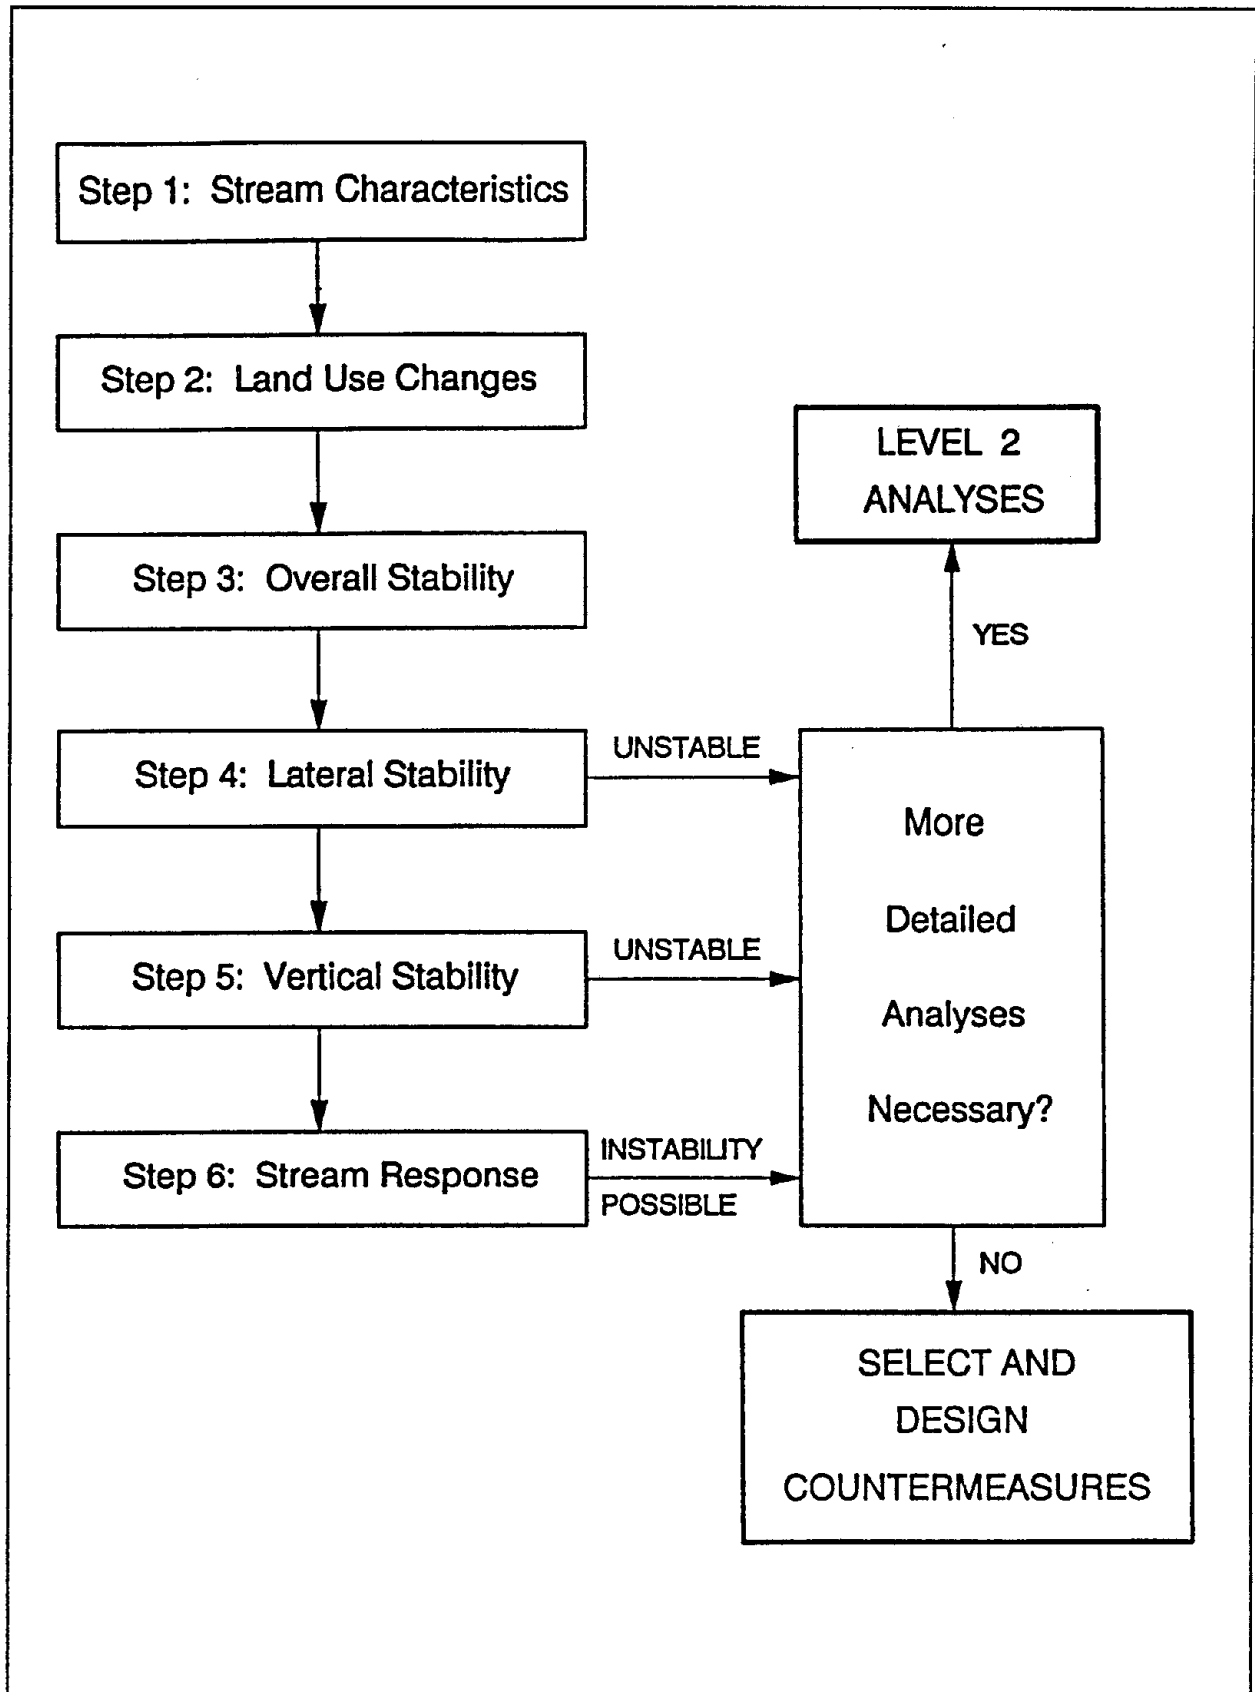 Step 1: Stream Characteristics
Step 2: Land Use Changes
Step 3: Overall Stability
Step 4: Lateral Stability
UNSTABLE
Step 5: Vertical Stability
UNSTABLE
Step 6: Stream Response
INSTABILITY
POSSIBLE
LEVEL 2
ANALYSES
YES
More
Detailed
Analyses
Necessary?
NO
SELECT AND
DESIGN
COUNTERMEASURES